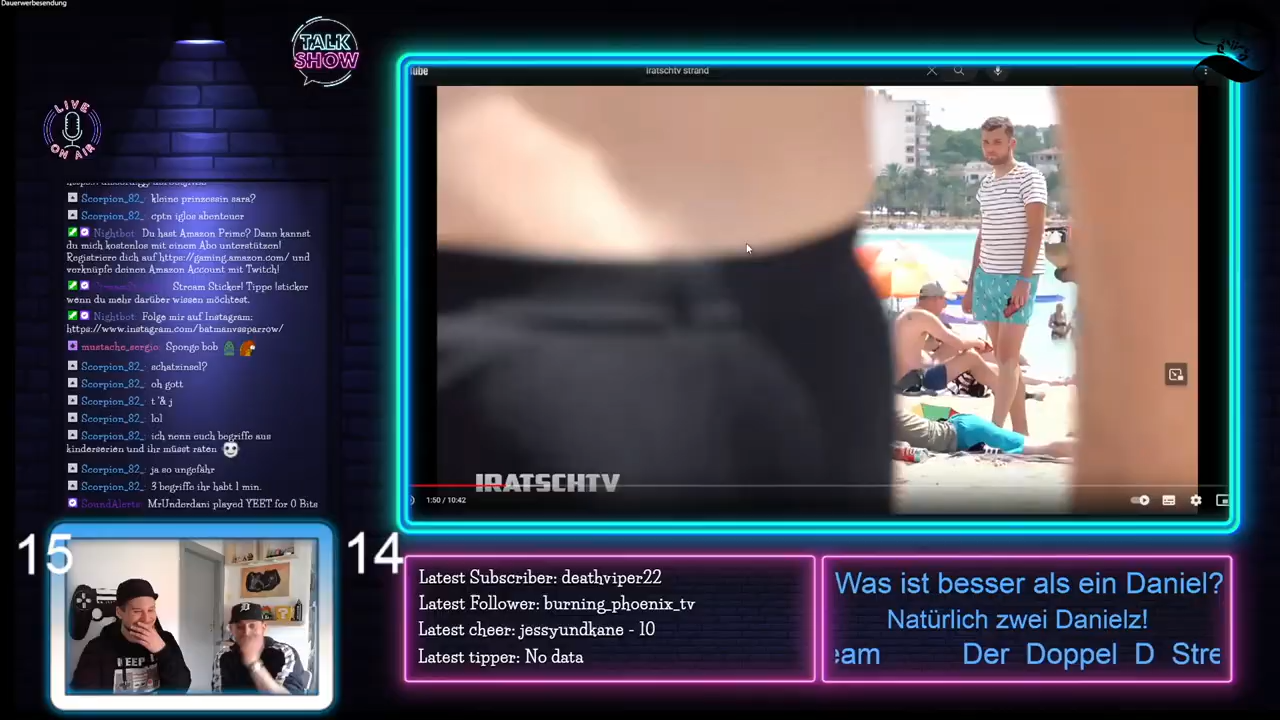 Dauerwerbesendung
TALK
SHOW
LIVE
ON AIR
Tube
iratschtv strand
Scorpion_82_: kleine prinzessin sara?
Scorpion_82_: cptn iglos abenteuer
Nightbot: Du hast Amazon Prime? Dann kannst
du mich kostenlos mit einem Abo unterstützen!
Registriere dich auf https://gaming.amazon.com/ und
verknüpfe deinen Amazon Account mit Twitch!
Stream Sticker! Tippe !sticker
wenn du mehr darüber wissen möchtest.
Nightbot: Folge mir auf Instagram:
https://www.instagram.com/batmanvssparrow/
mustache_sergio: Sponge bob
Scorpion_82_: schatzinsel?
Scorpion_82_: oh gott
Scorpion_82_: t & j
Scorpion_82_: lol
Scorpion_82_: ich nenn euch begriffe aus
kinderserien und ihr müsst raten
Scorpion_82_: ja so ungefähr
Scorpion_82_: 3 begriffe ihr habt 1 min.
SoundAlerts: MrUnderdani played YEET for 0 Bits
IRATSCHTV
1:50 / 10:42
15
14
Latest Subscriber: deathviper22
Latest Follower: burning_phoenix_tv
Latest cheer: jessyundkane - 10
Latest tipper: No data
Was ist besser als ein Daniel?
Natürlich zwei Danielz!
eam Der Doppel D Stre